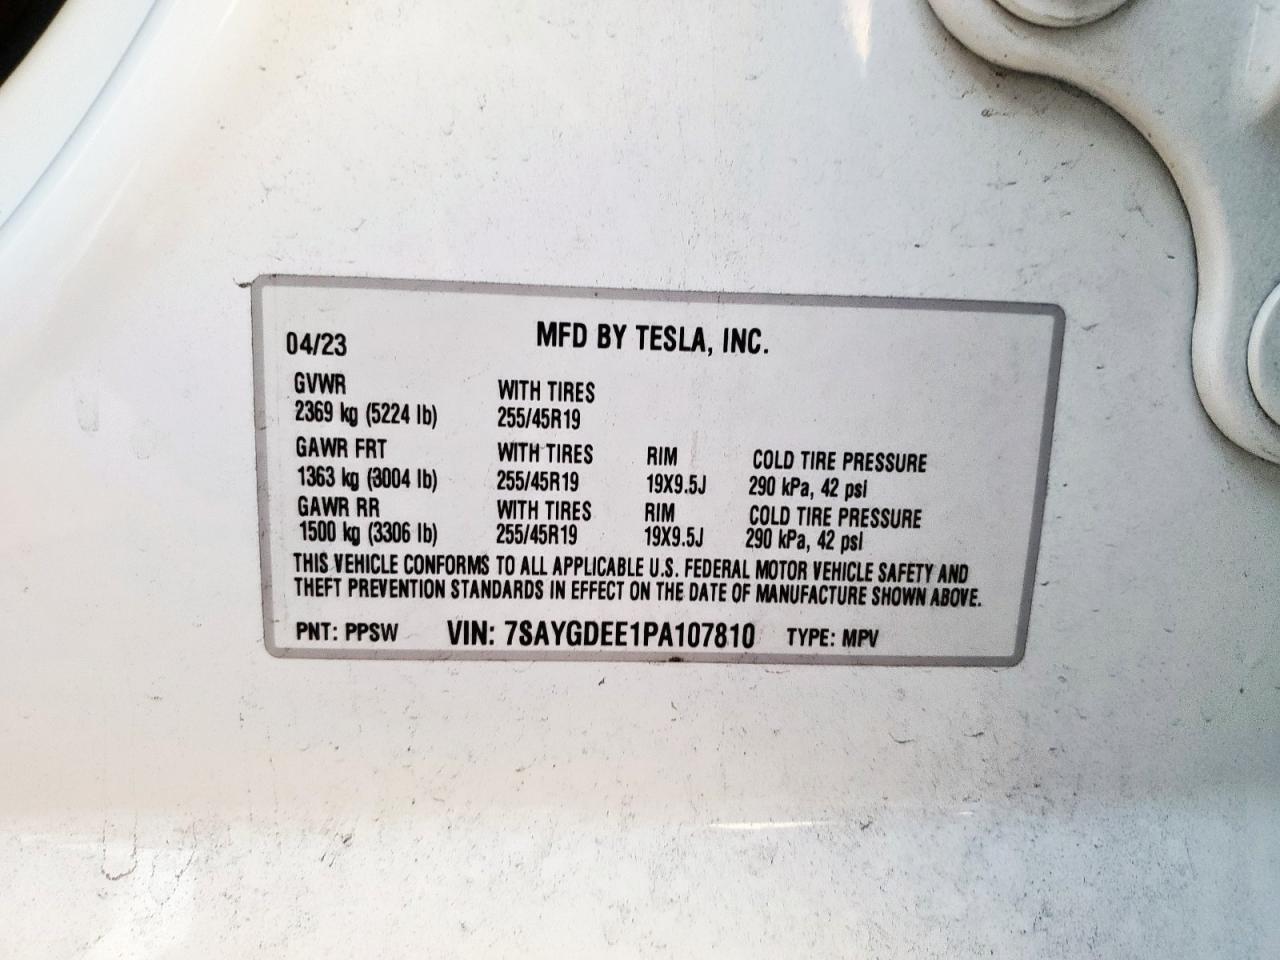 04/23 MFD BY TESLA, INC.
GVWR WITH TIRES
2369 kg (5224 lb) 255/45R19
GAWR FRT WITH TIRES RIM COLD TIRE PRESSURE
1363 kg (3004 lb) 255/45R19 19X9.5J 290 kPa, 42 psi
GAWR RR WITH TIRES RIM COLD TIRE PRESSURE
1500 kg (3306 lb) 255/45R19 19X9.5J 290 kPa, 42 psi
THIS VEHICLE CONFORMS TO ALL APPLICABLE U.S. FEDERAL MOTOR VEHICLE SAFETY AND
THEFT PREVENTION STANDARDS IN EFFECT ON THE DATE OF MANUFACTURE SHOWN ABOVE.
PNT: PPSW VIN: 7SAYGDEE1PA107810 TYPE: MPV